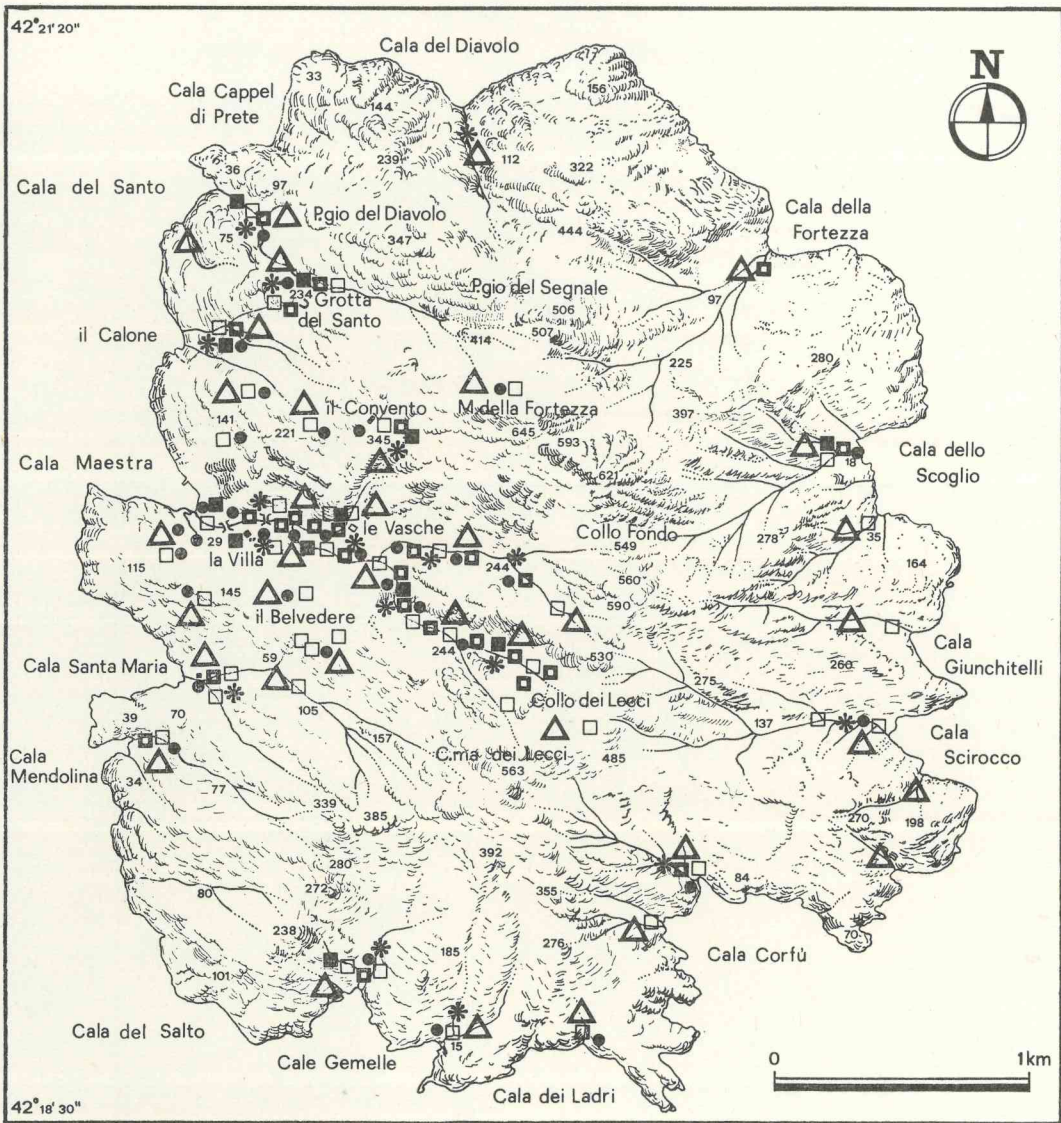 42° 21' 20"
Cala del Diavolo
N
33
156
Cala Cappel
di Prete
144
239
112
322
36
Cala del Santo
97
P.gio del Diavolo
Cala della
Fortezza
75
347
444
234
Grotta
del Santo
P.gio del Segnale
97
506
507
il Calone
414
225
280
il Convento
M. della Fortezza
141
221
345
645
593
397
Cala Maestra
621
18
Cala dello
Scoglio
le Vasche
Collo Fondo
29
la Villa
549
278
35
115
244
560
164
145
590
il Belvedere
244
530
260
Cala
Giunchitelli
Cala Santa Maria
59
275
105
Collo dei Lecci
137
39
70
157
C.ma dei Lecci
485
Cala
Scirocco
Cala
Mendolina
34
77
563
339
385
270
198
280
392
272
84
80
355
238
276
70
101
185
Cala Corfù
Cala del Salto
15
Cale Gemelle
0
1km
Cala dei Ladri
42° 18' 30"